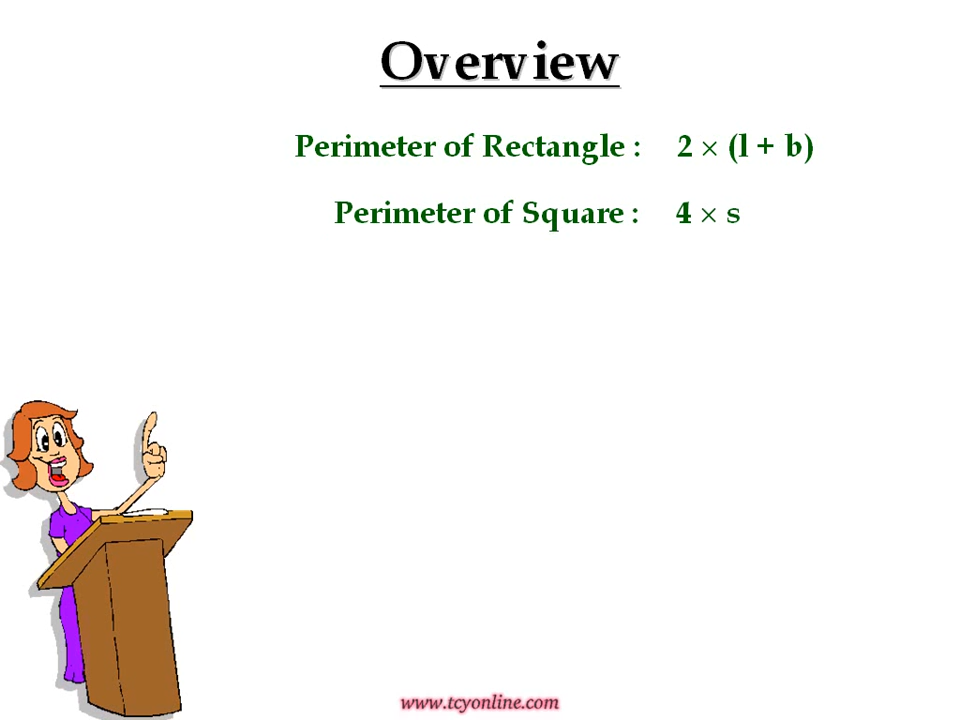 Overview
Perimeter of Rectangle : 2 × (l + b)
Perimeter of Square : 4 × s
www.tcyonline.com